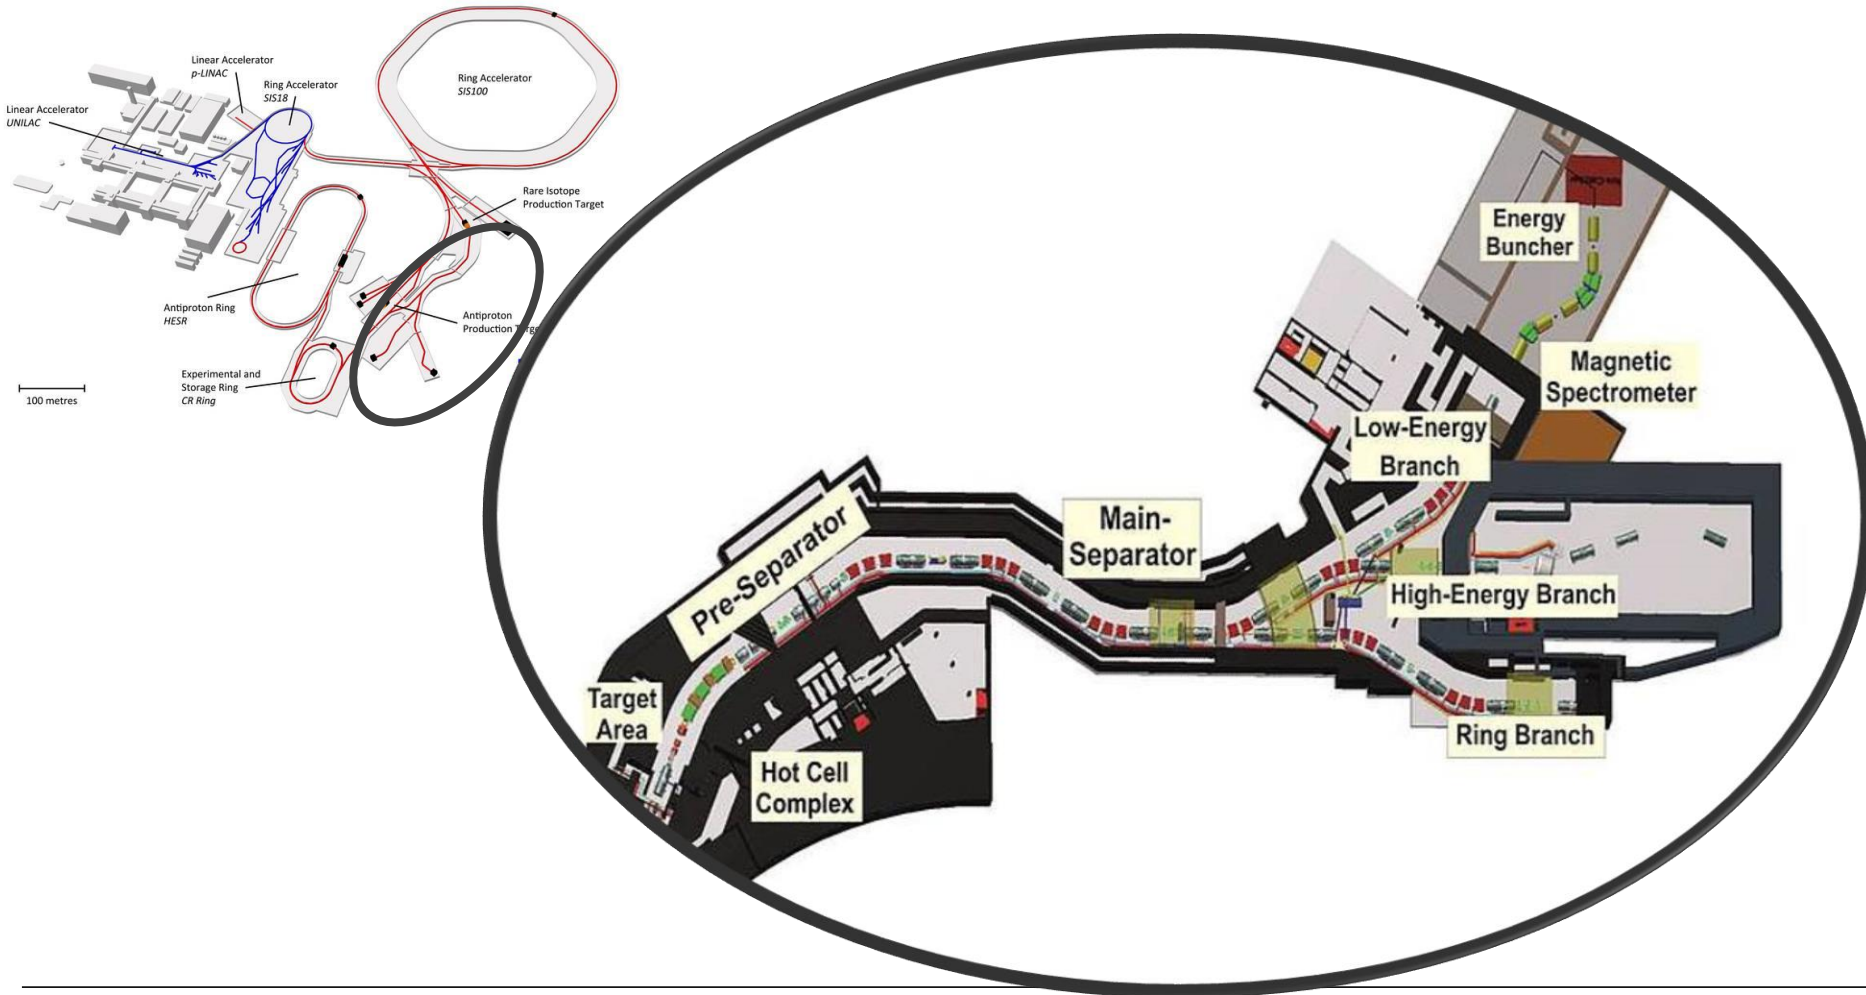 Linear Accelerator
p-LINAC
Ring Accelerator
SIS18
Linear Accelerator
UNILAC
Ring Accelerator
SIS100
Rare Isotope
Production Target
Antiproton Ring
HESR
Antiproton
Production Targe
Experimental and
Storage Ring
CR Ring
100 metres
Energy
Buncher
Magnetic
Spectrometer
Low-Energy
Branch
Main-
Separator
Pre-Separator
High-Energy Branch
Target
Area
Ring Branch
Hot Cell
Complex